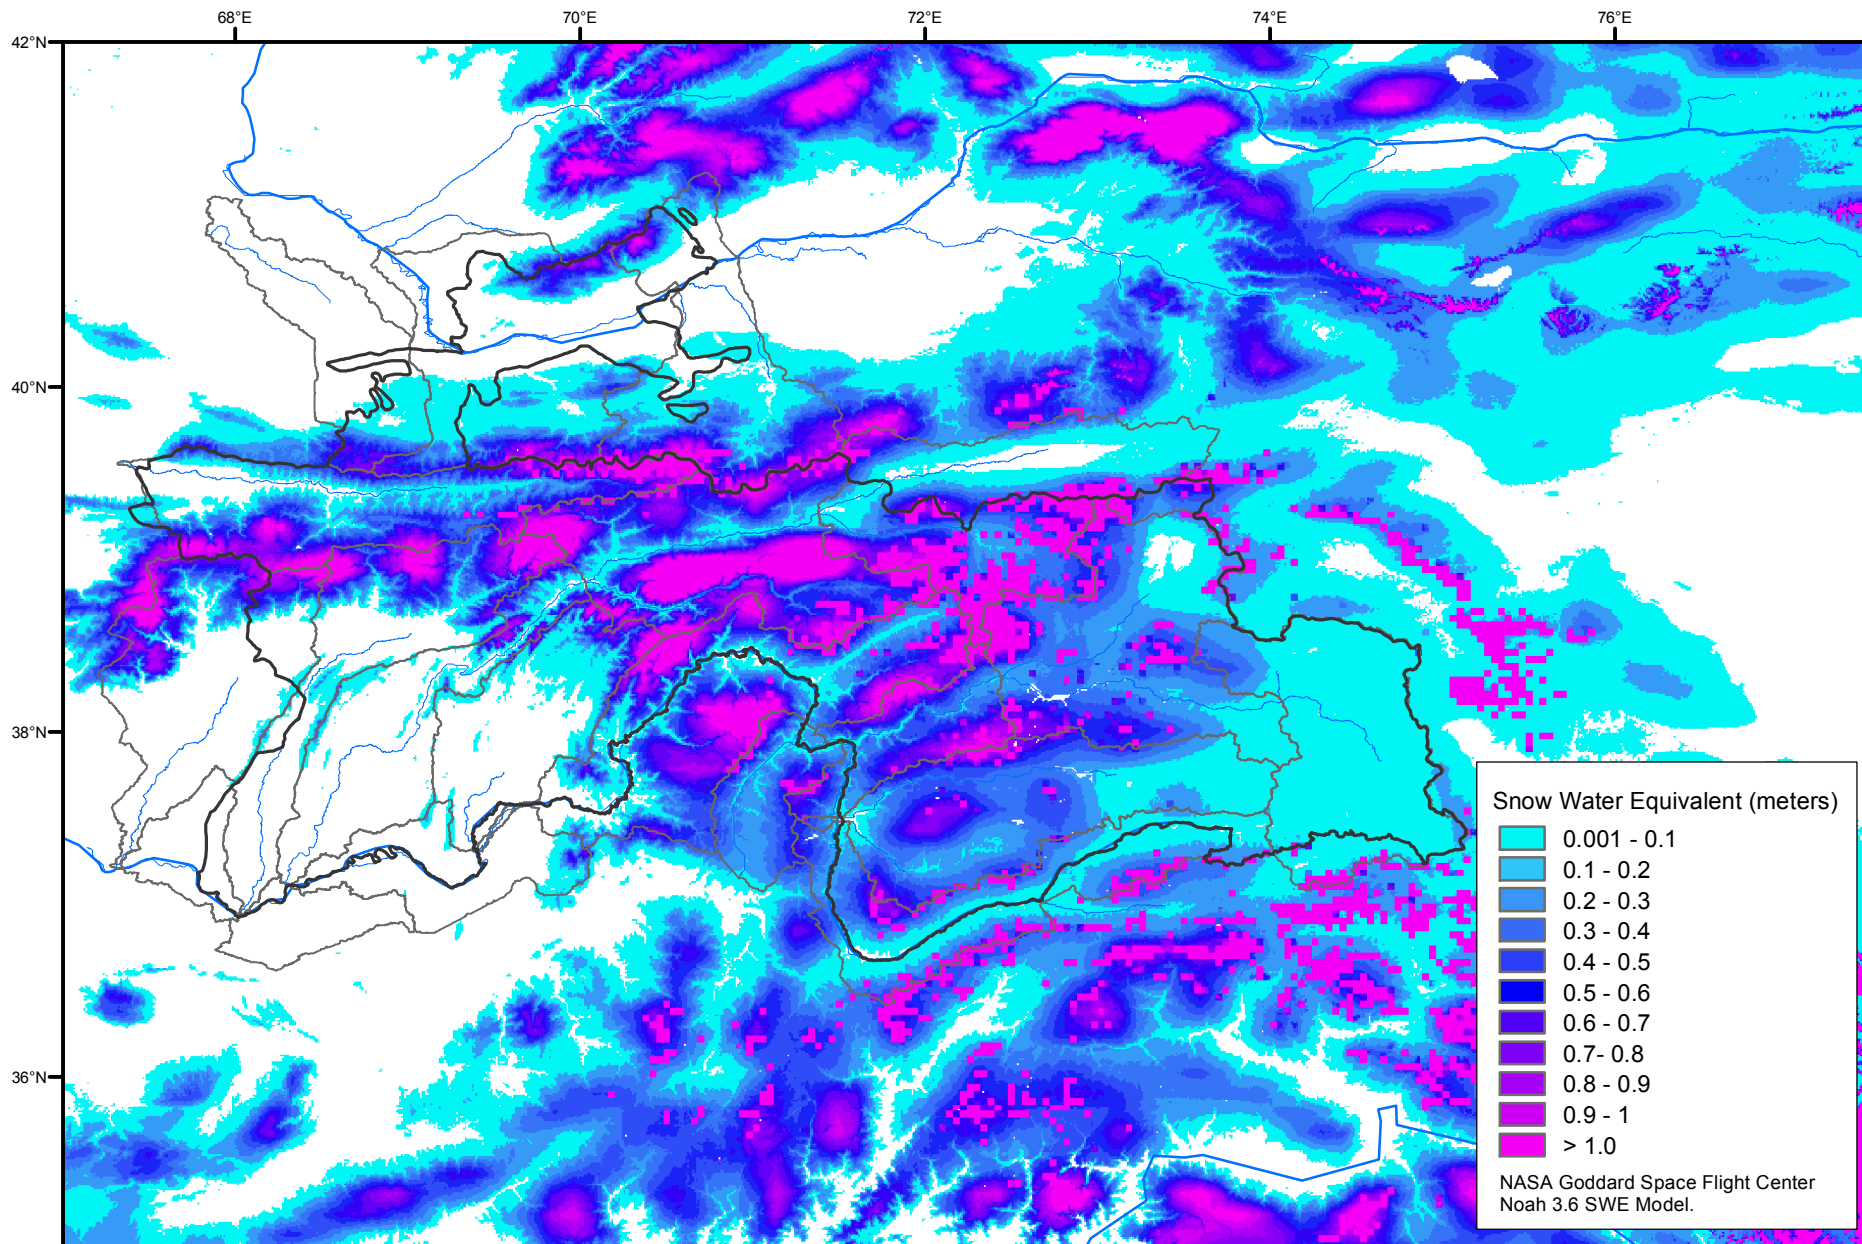 68°E 70°E 72°E 74°E 76°E
42°N
40°N
38°N
36°N
Snow Water Equivalent (meters)
0.001 - 0.1
0.1 - 0.2
0.2 - 0.3
0.3 - 0.4
0.4 - 0.5
0.5 - 0.6
0.6 - 0.7
0.7- 0.8
0.8 - 0.9
0.9 - 1
> 1.0
NASA Goddard Space Flight Center
Noah 3.6 SWE Model.